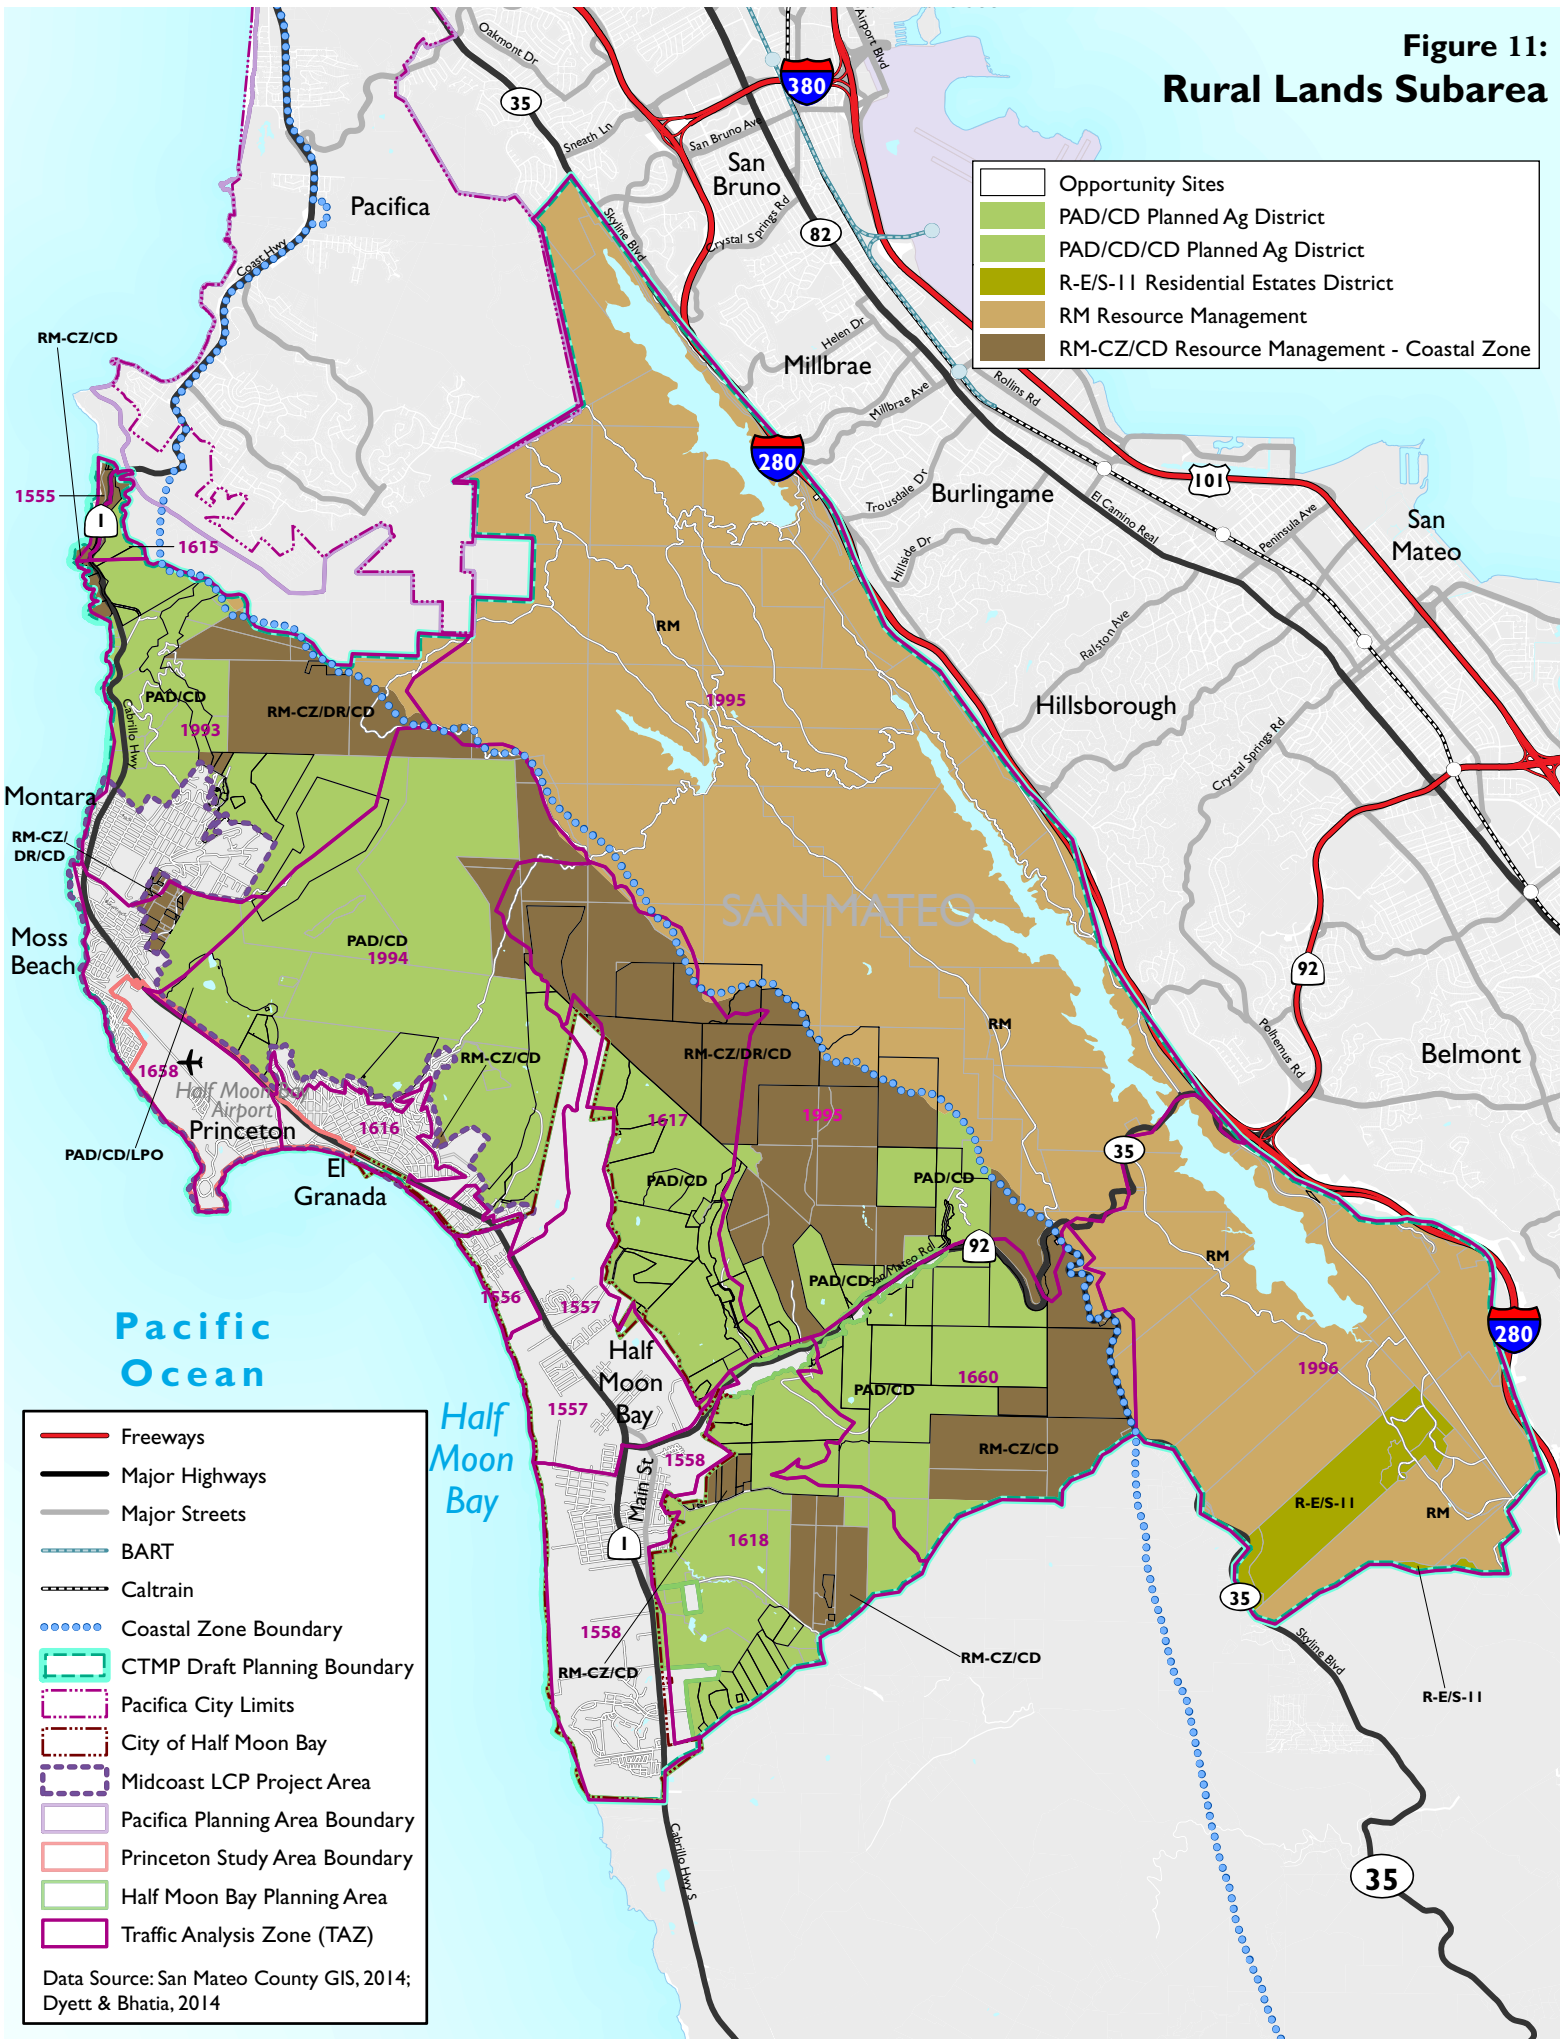 Figure 11:
Rural Lands Subarea
Opportunity Sites
PAD/CD Planned Ag District
PAD/CD/CD Planned Ag District
R-E/S-11 Residential Estates District
RM Resource Management
RM-CZ/CD Resource Management - Coastal Zone
Oakmont Dr
Airport Blvd
380
35
Sneath Ln
San Bruno Ave
San
Bruno
Pacifica
Skyline Blvd
Crystal Springs Rd
82
Coast Hwy
RM-CZ/CD
Helen Dr
Millbrae
Rollins Rd
Millbrae Ave
280
101
Trousdale Dr
Burlingame
El Camino Real
Peninsula Ave
San
Mateo
1555
1
1615
Hillside Dr
RM
Ralston Ave
PAD/CD
RM-CZ/DR/CD
1995
Hillsborough
1993
Cabrillo Hwy
Crystal Springs Rd
Montara
RM-CZ/
DR/CD
SAN MATEO
Moss
Beach
PAD/CD
1994
92
RM
Polhemus Rd
Belmont
1658
RM-CZ/CD
RM-CZ/DR/CD
Half Moon Bay
Airport
Princeton
1616
1617
1995
PAD/CD/LPO
35
El
Granada
PAD/CD
PAD/CD
92
San Mateo Rd
RM
PAD/CD
1556
1557
Pacific
Ocean
Half
Moon
Bay
280
1660
1996
PAD/CD
1557
Half
Moon
Bay
RM-CZ/CD
1558
Main St
R-E/S-11
RM
1618
1
35
1558
RM-CZ/CD
RM-CZ/CD
Skyline Blvd
R-E/S-11
Cabrillo Hwy S
35
Freeways
Major Highways
Major Streets
BART
Caltrain
Coastal Zone Boundary
CTMP Draft Planning Boundary
Pacifica City Limits
City of Half Moon Bay
Midcoast LCP Project Area
Pacifica Planning Area Boundary
Princeton Study Area Boundary
Half Moon Bay Planning Area
Traffic Analysis Zone (TAZ)
Data Source: San Mateo County GIS, 2014;
Dyett & Bhatia, 2014